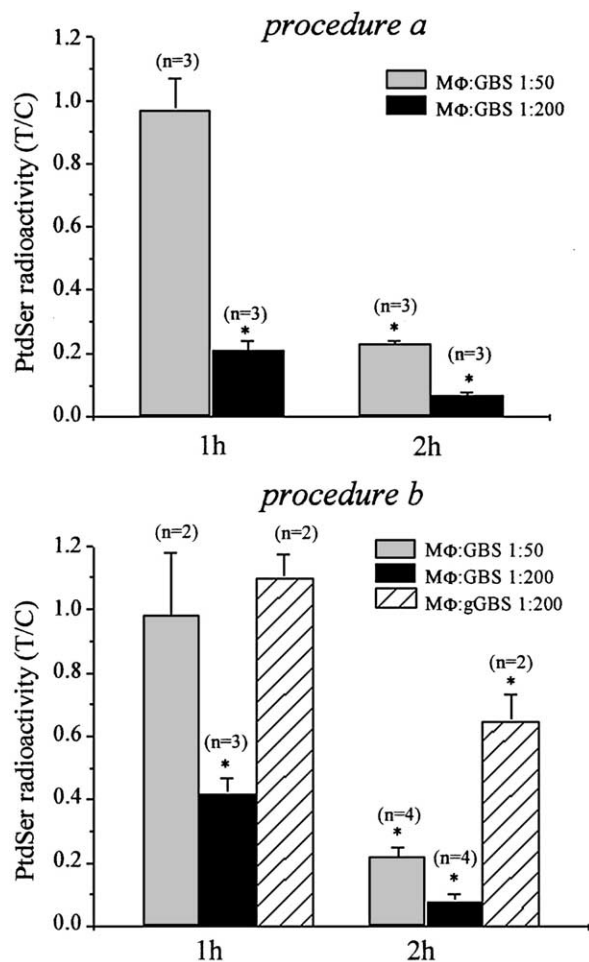 procedure a
PtdSer radioactivity (T/C)
1.2
1.0
0.8
0.6
0.4
0.2
0.0
(n=3)
(n=3)
*
(n=3)
*
(n=3)
*
MΦ:GBS 1:50
MΦ:GBS 1:200
1h
2h
procedure b
PtdSer radioactivity (T/C)
1.2
1.0
0.8
0.6
0.4
0.2
0.0
(n=2)
(n=3)
*
(n=2)
(n=4)
*
(n=4)
*
(n=2)
*
MΦ:GBS 1:50
MΦ:GBS 1:200
MΦ:gGBS 1:200
1h
2h